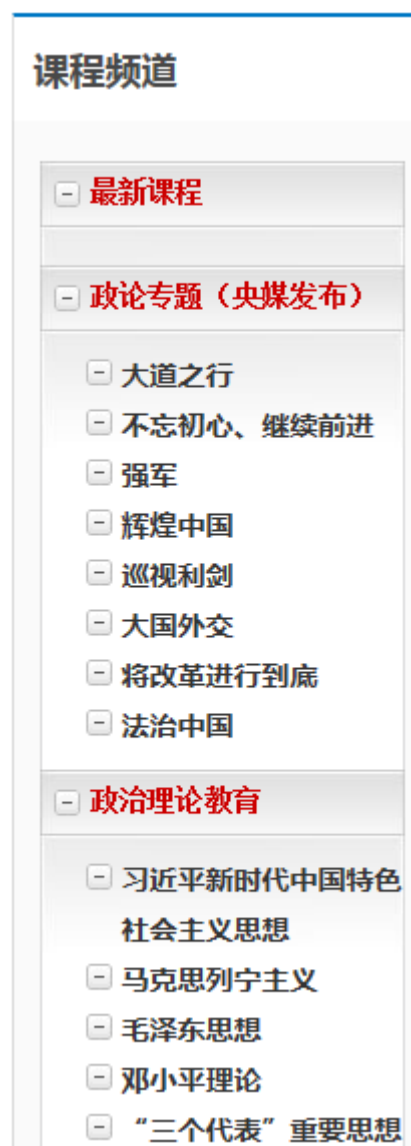 课程频道
最新课程
政论专题（央媒发布）
大道之行
不忘初心、继续前进
强军
辉煌中国
巡视利剑
大国外交
将改革进行到底
法治中国
政治理论教育
习近平新时代中国特色
社会主义思想
马克思列宁主义
毛泽东思想
邓小平理论
“三个代表”重要思想